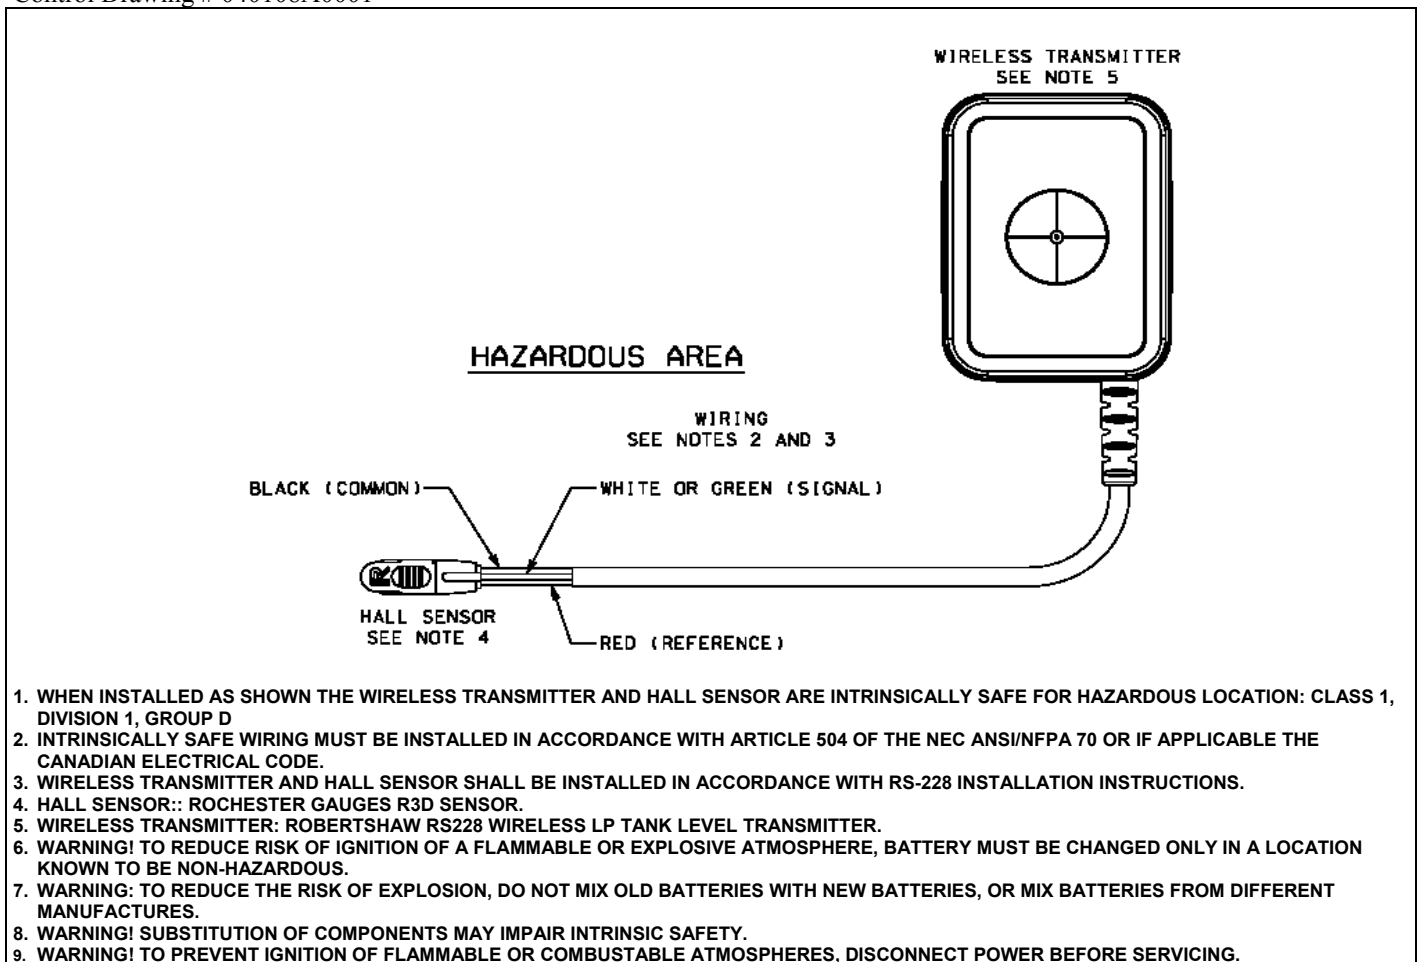 WIRELESS TRANSMITTER
SEE NOTE 5
HAZARDOUS AREA
WIRING
SEE NOTES 2 AND 3
BLACK (COMMON)
WHITE OR GREEN (SIGNAL)
R
HALL SENSOR
SEE NOTE 4
RED (REFERENCE)
1. WHEN INSTALLED AS SHOWN THE WIRELESS TRANSMITTER AND HALL SENSOR ARE INTRINSICALLY SAFE FOR HAZARDOUS LOCATION: CLASS 1,
DIVISION 1, GROUP D
2. INTRINSICALLY SAFE WIRING MUST BE INSTALLED IN ACCORDANCE WITH ARTICLE 504 OF THE NEC ANSI/NFPA 70 OR IF APPLICABLE THE
CANADIAN ELECTRICAL CODE.
3. WIRELESS TRANSMITTER AND HALL SENSOR SHALL BE INSTALLED IN ACCORDANCE WITH RS-228 INSTALLATION INSTRUCTIONS.
4. HALL SENSOR:: ROCHESTER GAUGES R3D SENSOR.
5. WIRELESS TRANSMITTER: ROBERTSHAW RS228 WIRELESS LP TANK LEVEL TRANSMITTER.
6. WARNING! TO REDUCE RISK OF IGNITION OF A FLAMMABLE OR EXPLOSIVE ATMOSPHERE, BATTERY MUST BE CHANGED ONLY IN A LOCATION
KNOWN TO BE NON-HAZARDOUS.
7. WARNING: TO REDUCE THE RISK OF EXPLOSION, DO NOT MIX OLD BATTERIES WITH NEW BATTERIES, OR MIX BATTERIES FROM DIFFERENT
MANUFACTURES.
8. WARNING! SUBSTITUTION OF COMPONENTS MAY IMPAIR INTRINSIC SAFETY.
9. WARNING! TO PREVENT IGNITION OF FLAMMABLE OR COMBUSTABLE ATMOSPHERES, DISCONNECT POWER BEFORE SERVICING.